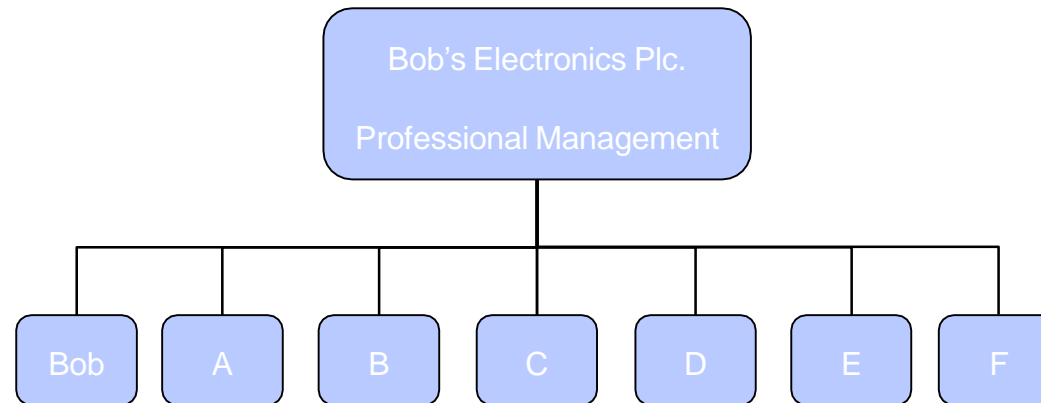 Bob’s Electronics Plc.
Professional Management
Bob A B C D E F